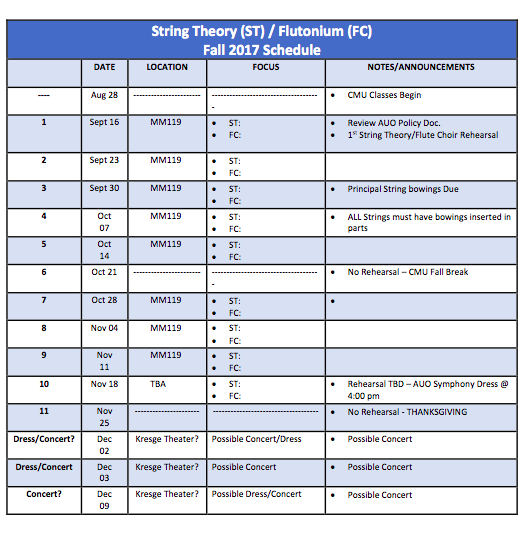 String Theory (ST) / Flutonium (FC)
Fall 2017 Schedule
DATE LOCATION FOCUS NOTES/ANNOUNCEMENTS
---- Aug 28 ---------------------- ----------------------------------- • CMU Classes Begin
-
1 Sept 16 MM119 • ST: • Review AUO Policy Doc.
• FC: • 1st String Theory/Flute Choir Rehearsal
2 Sept 23 MM119 • ST:
• FC:
3 Sept 30 MM119 • ST: • Principal String bowings Due
• FC:
4 Oct MM119 • ST: • ALL Strings must have bowings inserted in
07 • FC: parts
5 Oct MM119 • ST:
14 • FC:
6 Oct 21 ---------------------- ----------------------------------- • No Rehearsal – CMU Fall Break
-
7 Oct 28 MM119 • ST: •
• FC:
8 Nov 04 MM119 • ST:
• FC:
9 Nov MM119 • ST:
11 • FC:
10 Nov 18 TBA • ST: • Rehearsal TBD – AUO Symphony Dress @
• FC: 4:00 pm
11 Nov ---------------------- ----------------------------------- • No Rehearsal - THANKSGIVING
25
Dress/Concert? Dec Kresge Theater? Possible Concert/Dress • Possible Concert
02
Dress/Concert Dec Kresge Theater? Possible Concert • Possible Concert
03
Concert? Dec Kresge Theater? Possible Dress/Concert • Possible Concert
09